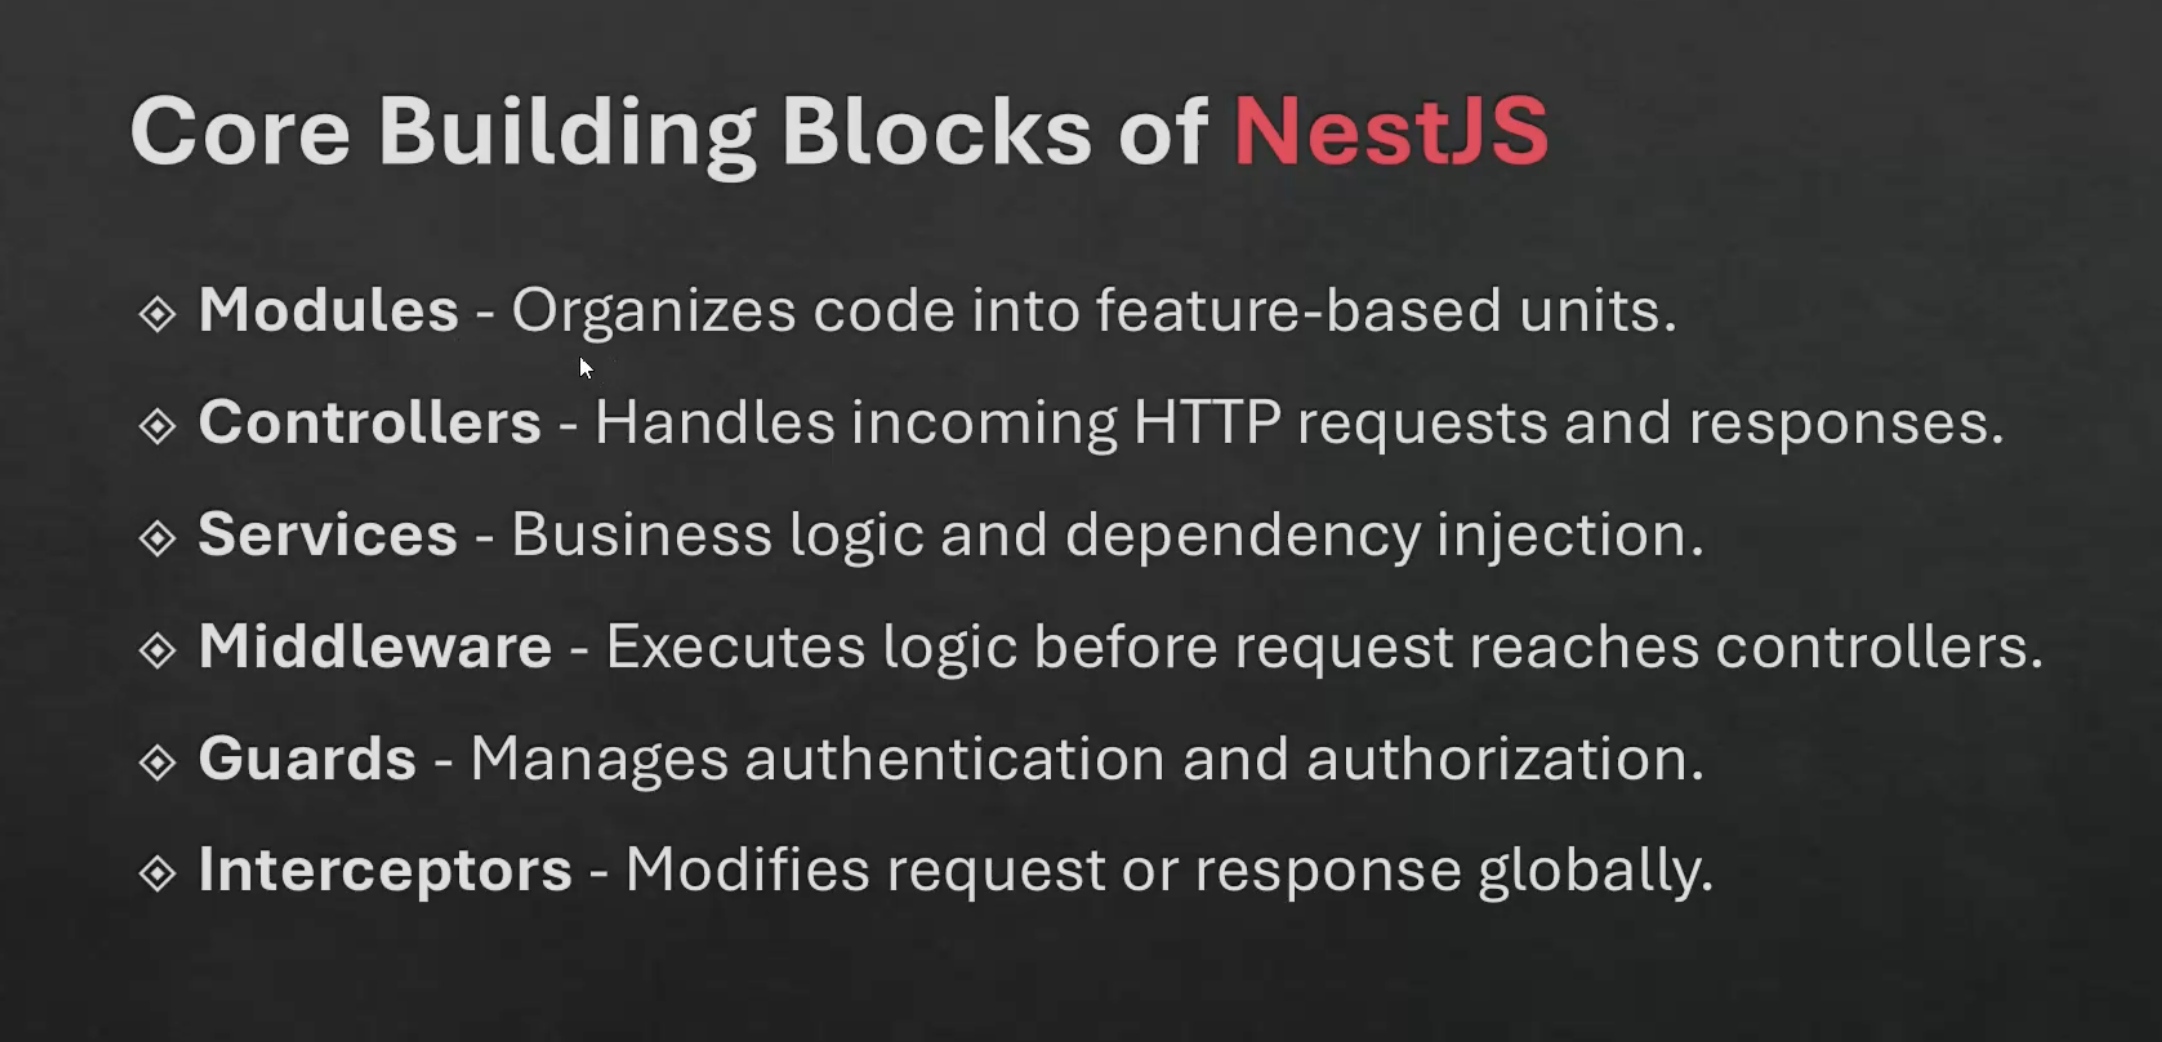 Core Building Blocks of NestJS
Modules - Organizes code into feature-based units.
Controllers - Handles incoming HTTP requests and responses.
Services - Business logic and dependency injection.
Middleware - Executes logic before request reaches controllers.
Guards - Manages authentication and authorization.
Interceptors - Modifies request or response globally.